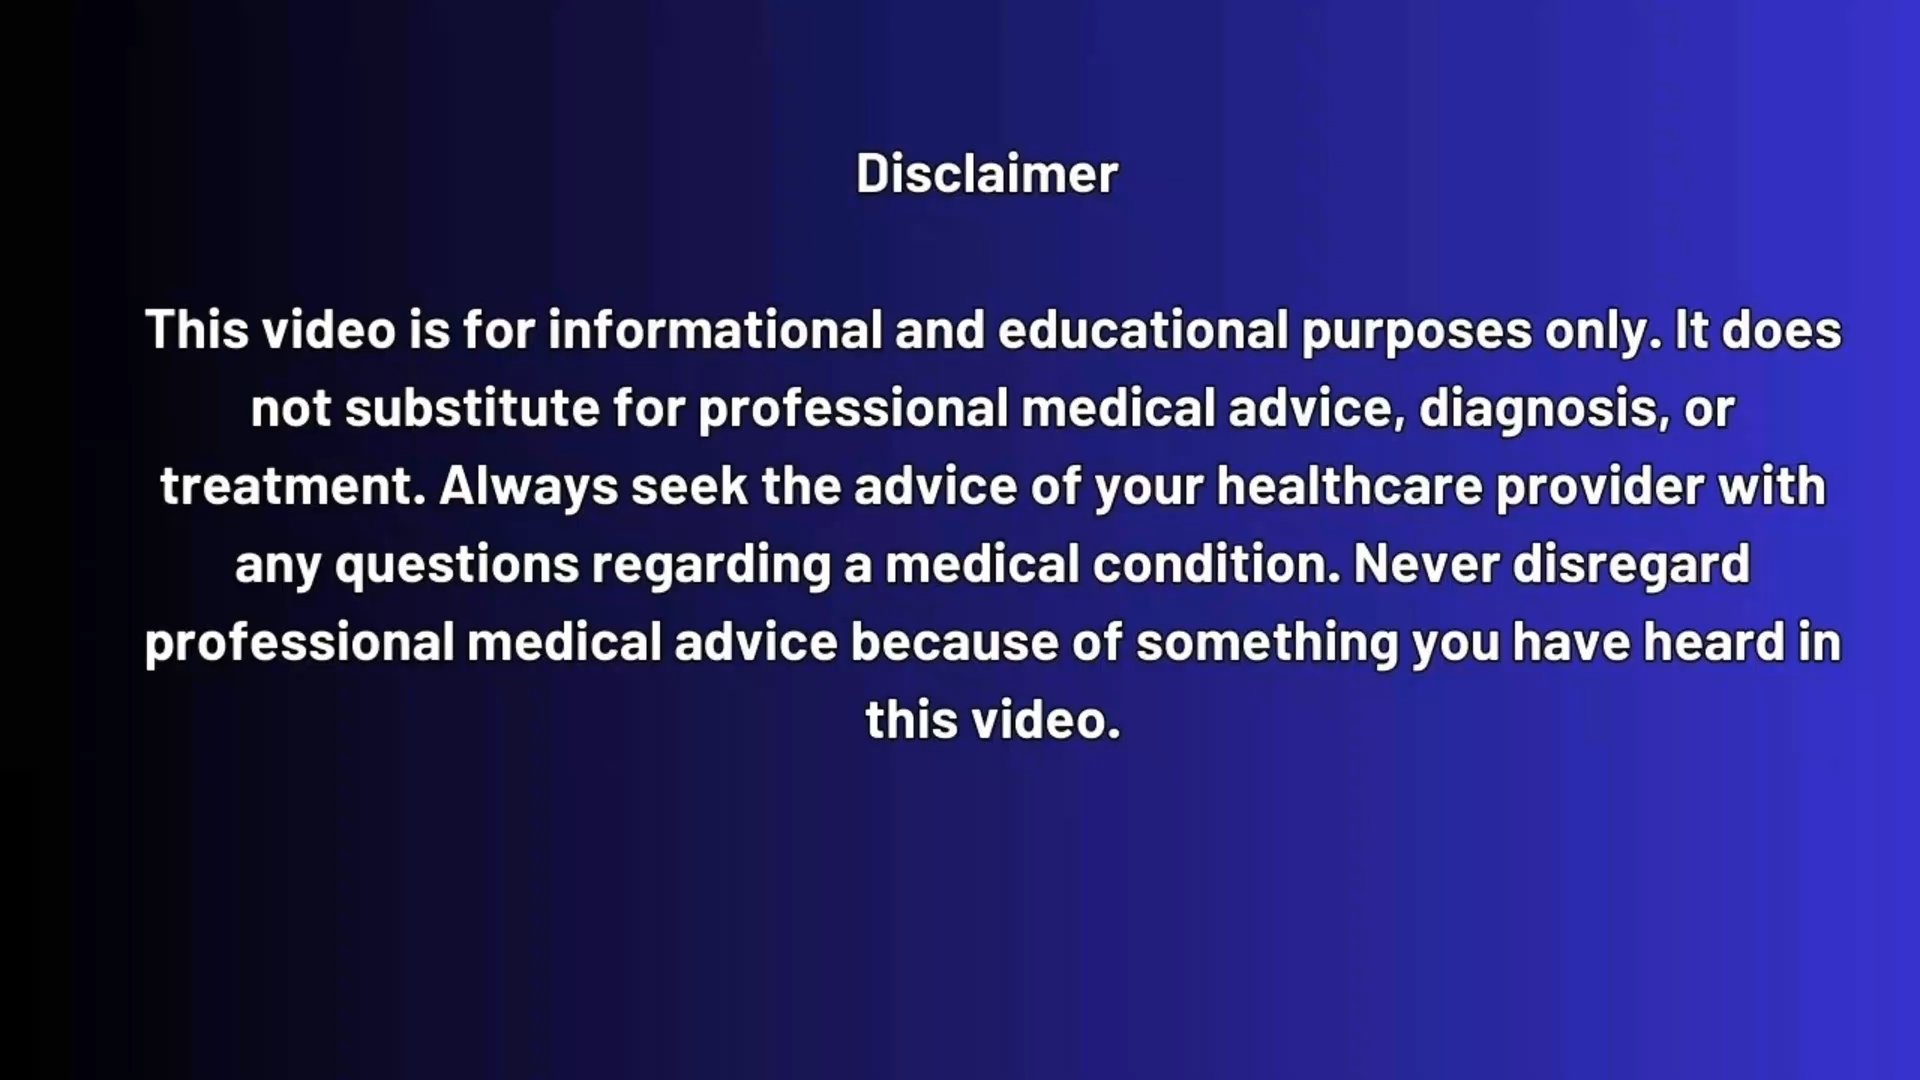 Disclaimer
This video is for informational and educational purposes only. It does
not substitute for professional medical advice, diagnosis, or
treatment. Always seek the advice of your healthcare provider with
any questions regarding a medical condition. Never disregard
professional medical advice because of something you have heard in
this video.